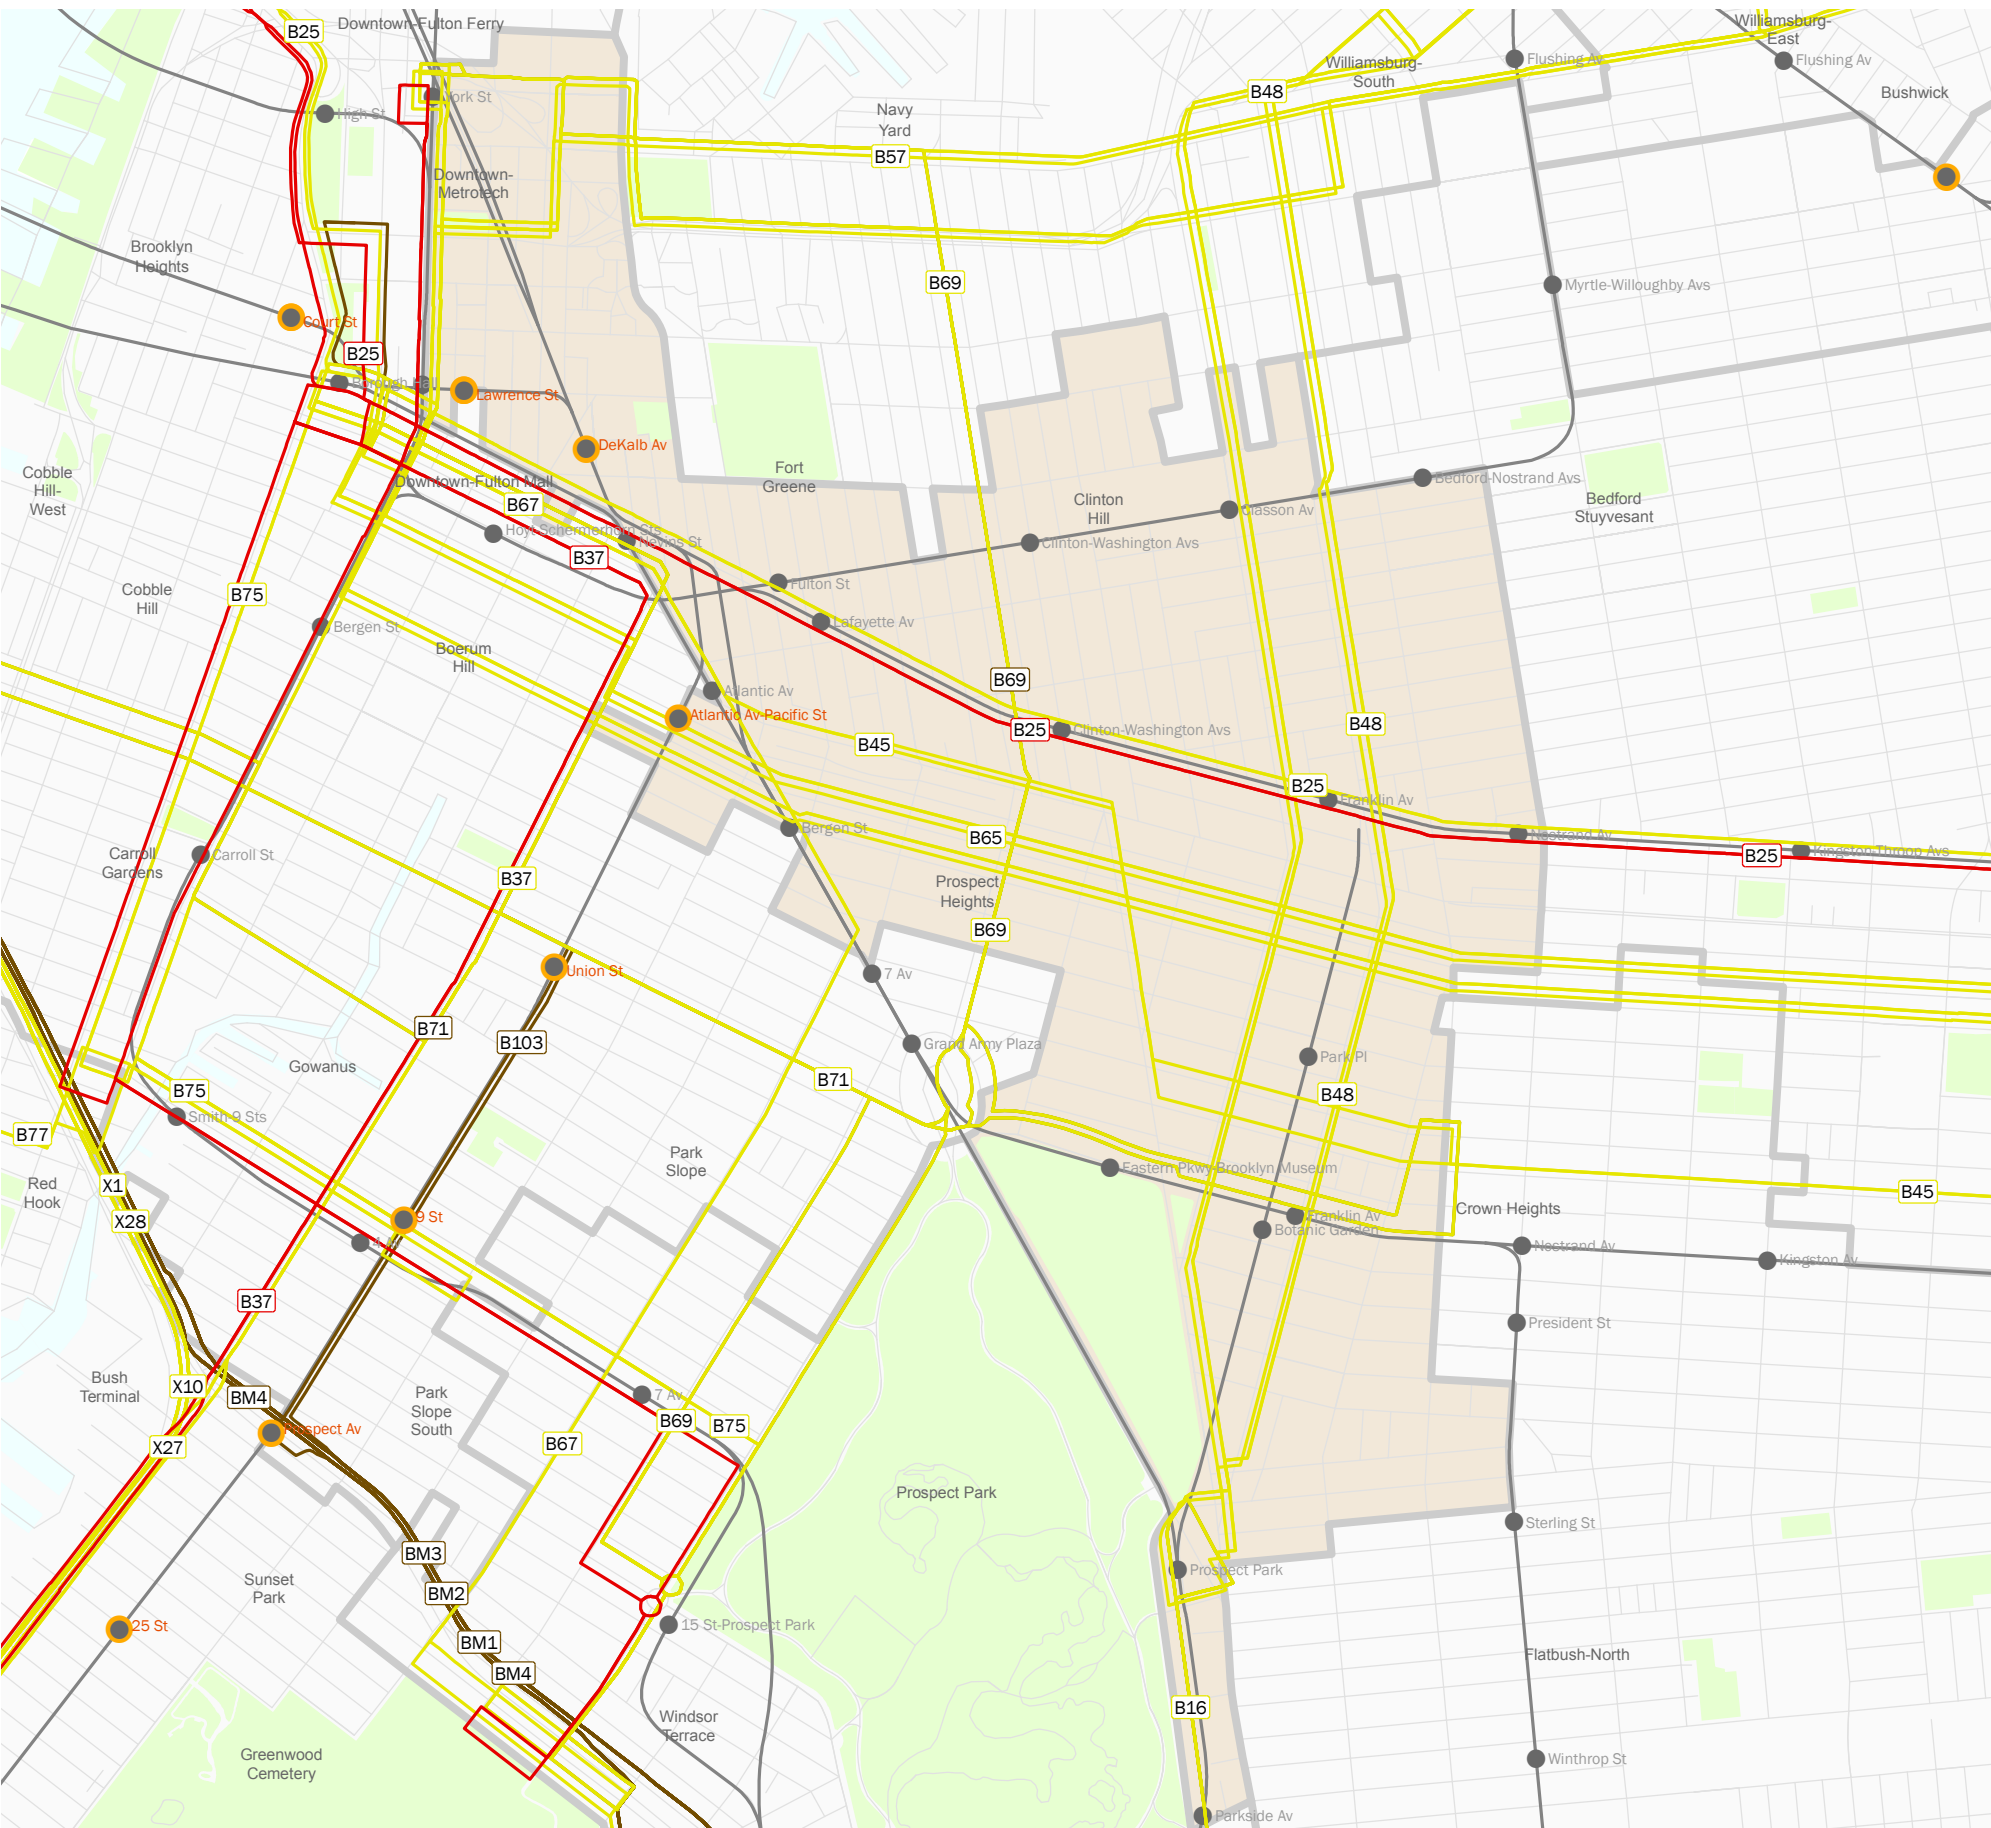 B25
Downtown-Fulton Ferry
Williamsburg-
East
Flushing Av
Flushing Av
Williamsburg-
South
B48
Bushwick
York St
High St
Navy
Yard
B57
Downtown-
Metrotech
Brooklyn
Heights
B69
Myrtle-Willoughby Avs
Court St
B25
Borough Hall
Lawrence St
DeKalb Av
Cobble
Hill-
West
Downtown-Fulton Mall
Fort
Greene
Clinton
Hill
Bedford-Nostrand Avs
Bedford
Stuyvesant
B67
Classon Av
Hoyt Schermerhorn Sts
Nevins St
B37
Clinton-Washington Avs
Fulton St
Cobble
Hill
B75
Bergen St
Lafayette Av
Boerum
Hill
B69
Atlantic Av
Atlantic Av-Pacific St
B45
B25
Clinton-Washington Avs
B48
B25
Franklin Av
Bergen St
B65
Nostrand Av
B25
Kingston-Throop Avs
Carroll
Gardens
Carroll St
B37
Prospect
Heights
B69
Union St
7 Av
B71
B103
Grand Army Plaza
Park Pl
Gowanus
B75
B71
B48
Smith-9 Sts
B77
Park
Slope
Eastern Pkwy-Brooklyn Museum
Red
Hook
X1
X28
9 St
4 Av
Franklin Av
Botanic Garden
Crown Heights
B45
Nostrand Av
Kingston Av
B37
President St
Bush
Terminal
X10
BM4
Park
Slope
South
7 Av
B69
B75
Prospect Av
X27
B67
Prospect Park
Sterling St
BM3
Prospect Park
Sunset
Park
BM2
25 St
BM1
15 St-Prospect Park
BM4
Flatbush-North
B16
Windsor
Terrace
Greenwood
Cemetery
Winthrop St
Parkside Av